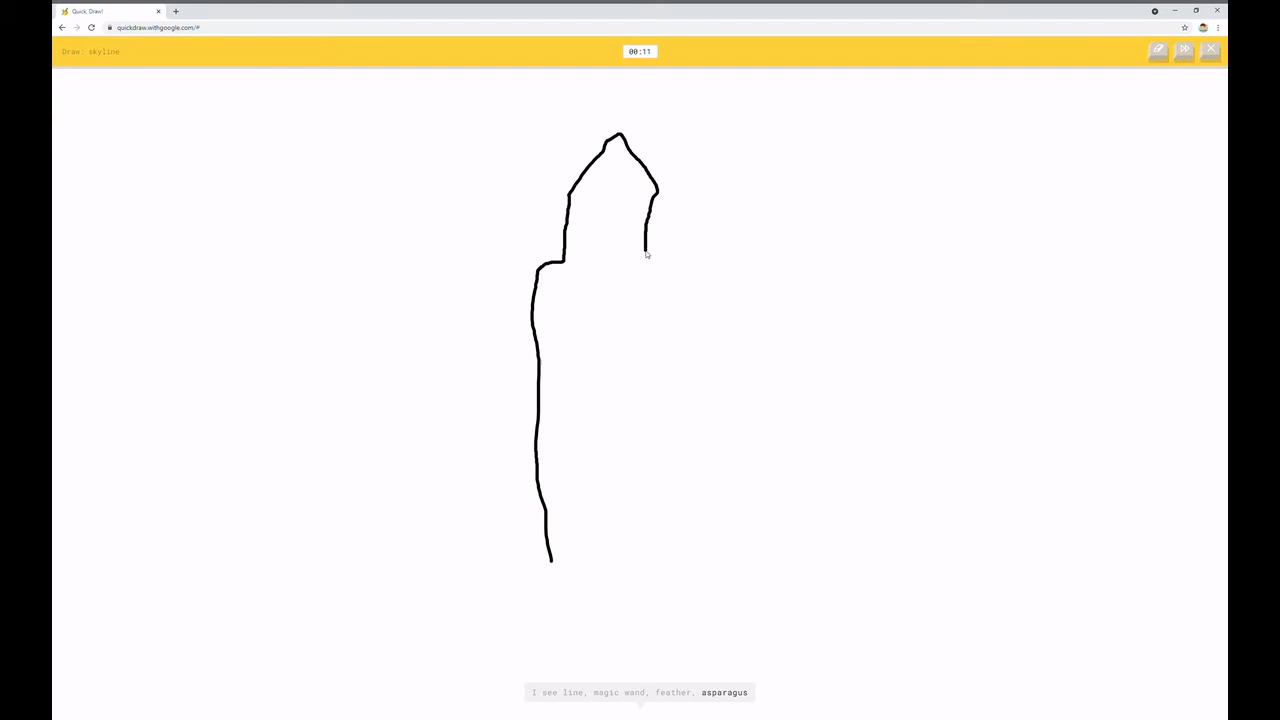 Quick, Draw!
quickdraw.withgoogle.com/#
Draw: skyline
00:11
I see line, magic wand, feather, asparagus